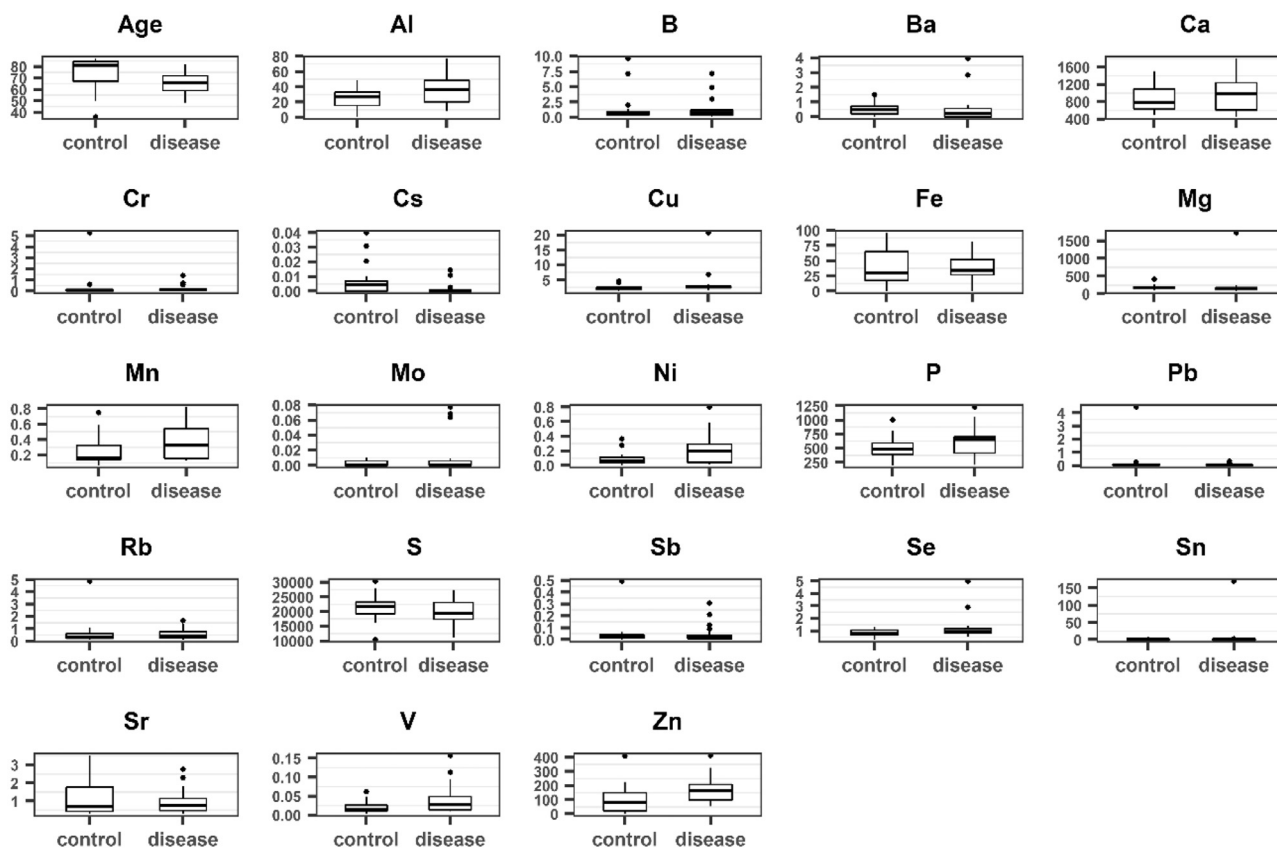 Age Al B Ba Ca
80 70 60 50 40
80 60 40 20 0
10.0 7.5 5.0 2.5 0.0
4 3 2 1 0
1600 1200 800 400
control disease control disease control disease control disease control disease
Cr Cs Cu Fe Mg
5 4 3 2 1 0
0.04 0.03 0.02 0.01 0.00
20 15 10 5
100 75 50 25 0
1500 1000 500 0
control disease control disease control disease control disease control disease
Mn Mo Ni P Pb
0.8 0.6 0.4 0.2
0.08 0.06 0.04 0.02 0.00
0.8 0.6 0.4 0.2 0.0
1250 1000 750 500 250
4 3 2 1 0
control disease control disease control disease control disease control disease
Rb S Sb Se Sn
5 4 3 2 1 0
30000 25000 20000 15000 10000
0.5 0.4 0.3 0.2 0.1 0.0
5 4 3 2 1
150 100 50 0
control disease control disease control disease control disease control disease
Sr V Zn
3 2 1
0.15 0.10 0.05 0.00
400 300 200 100 0
control disease control disease control disease